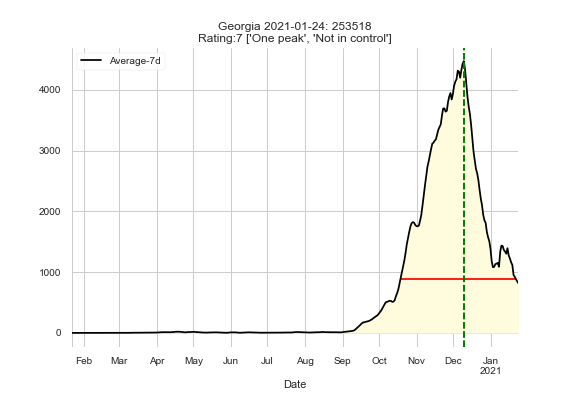 Georgia 2021-01-24: 253518
Rating:7 ['One peak', 'Not in control']
Average-7d
4000
3000
2000
1000
0
Feb Mar Apr May Jun Jul Aug Sep Oct Nov Dec Jan
2021
Date